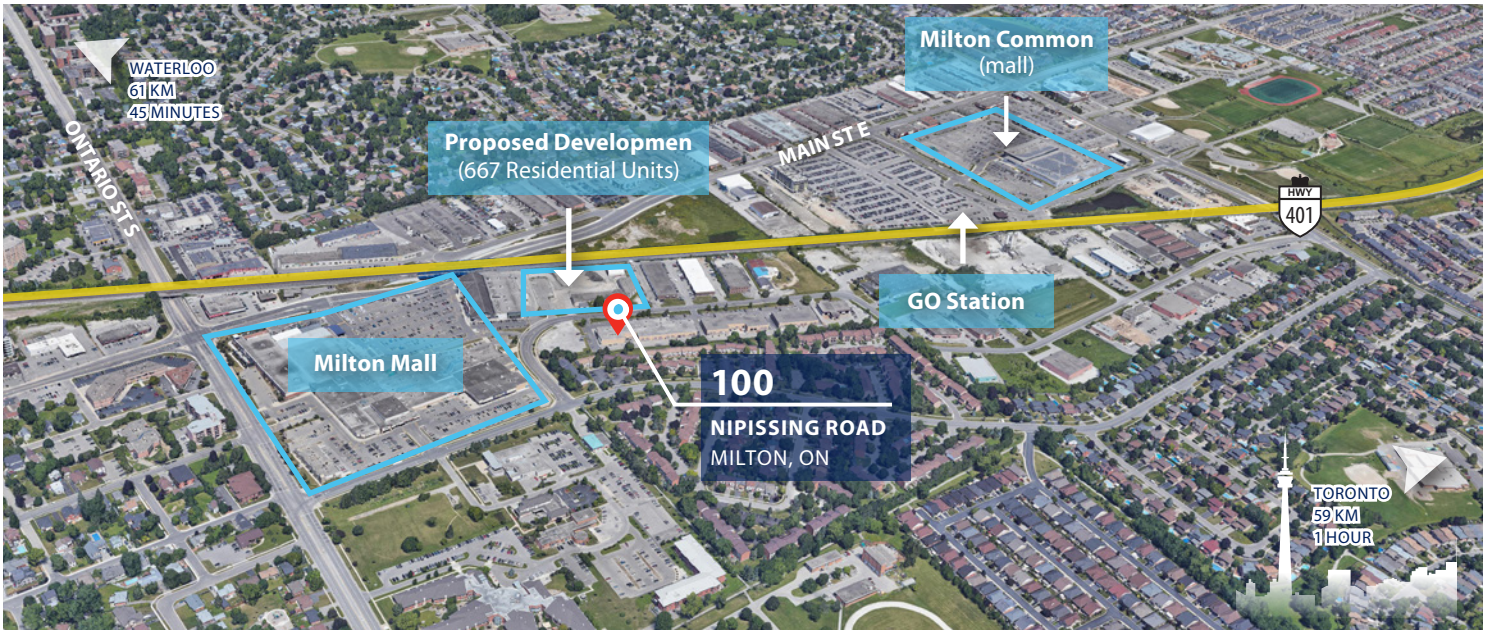 WATERLOO
61 KM
45 MINUTES
ONTARIO ST S
Proposed Developmen
(667 Residential Units)
MAIN ST E
Milton Common
(mall)
HWY
401
GO Station
Milton Mall
100
NIPISSING ROAD
MILTON, ON
TORONTO
59 KM
1 HOUR